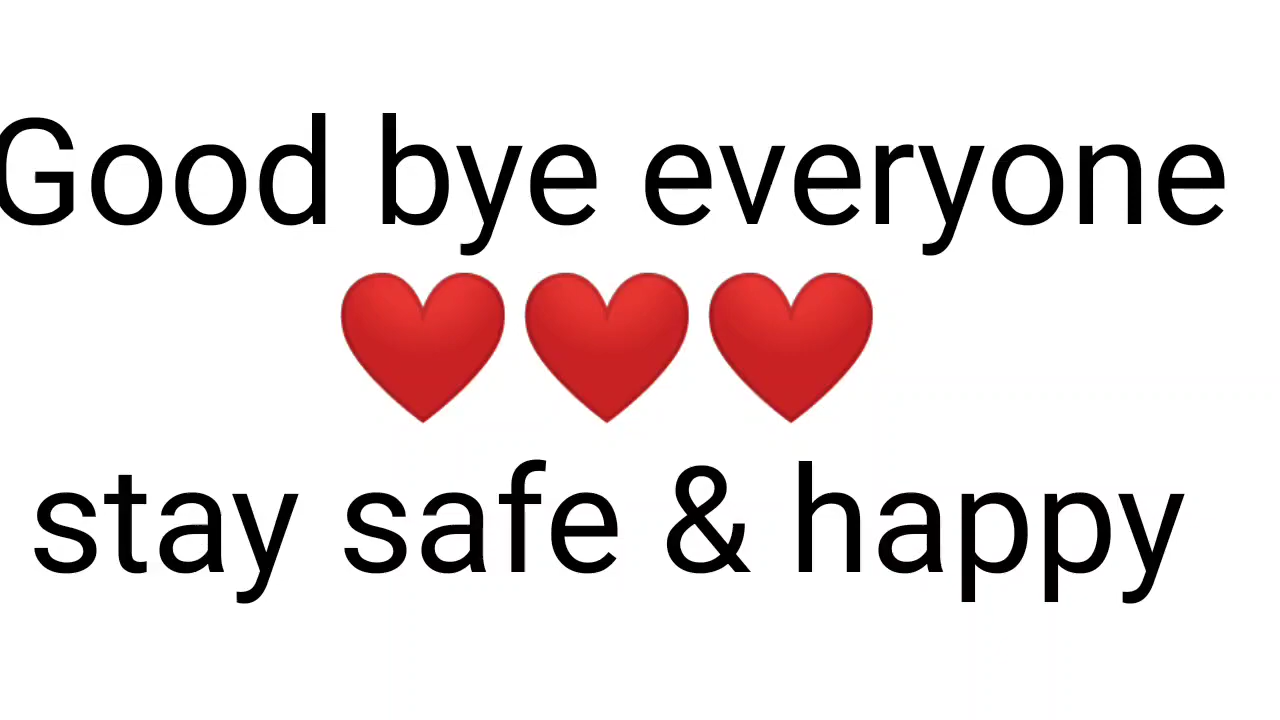 Good bye everyone
❤️❤️❤️
stay safe & happy